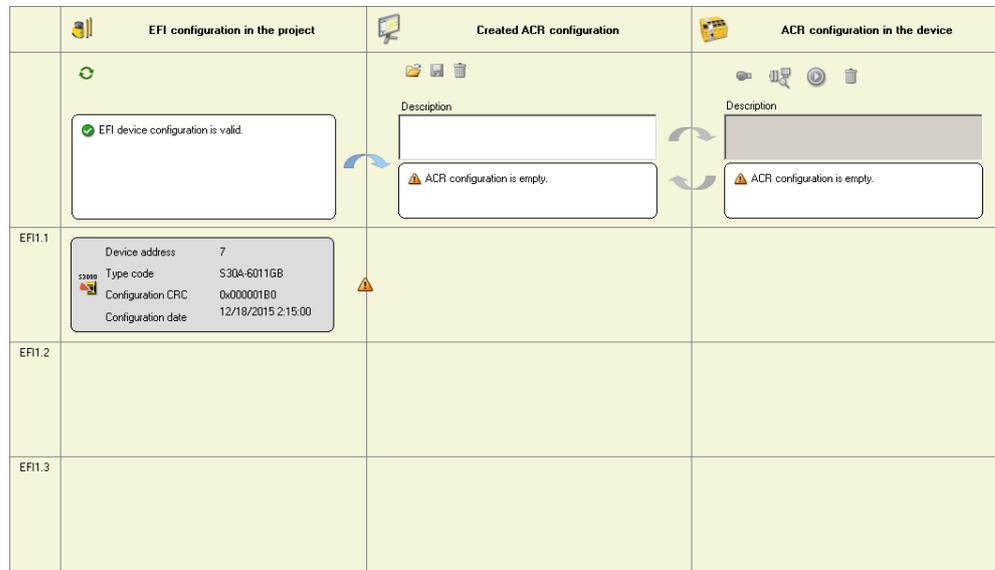 EFI configuration in the project
Created ACR configuration
ACR configuration in the device
Description
Description
EFI device configuration is valid.
ACR configuration is empty.
ACR configuration is empty.
EFI1.1
Device address 7
S3000
Type code S30A-6011GB
Configuration CRC 0x000001B0
Configuration date 12/18/2015 2:15:00
EFI1.2
EFI1.3